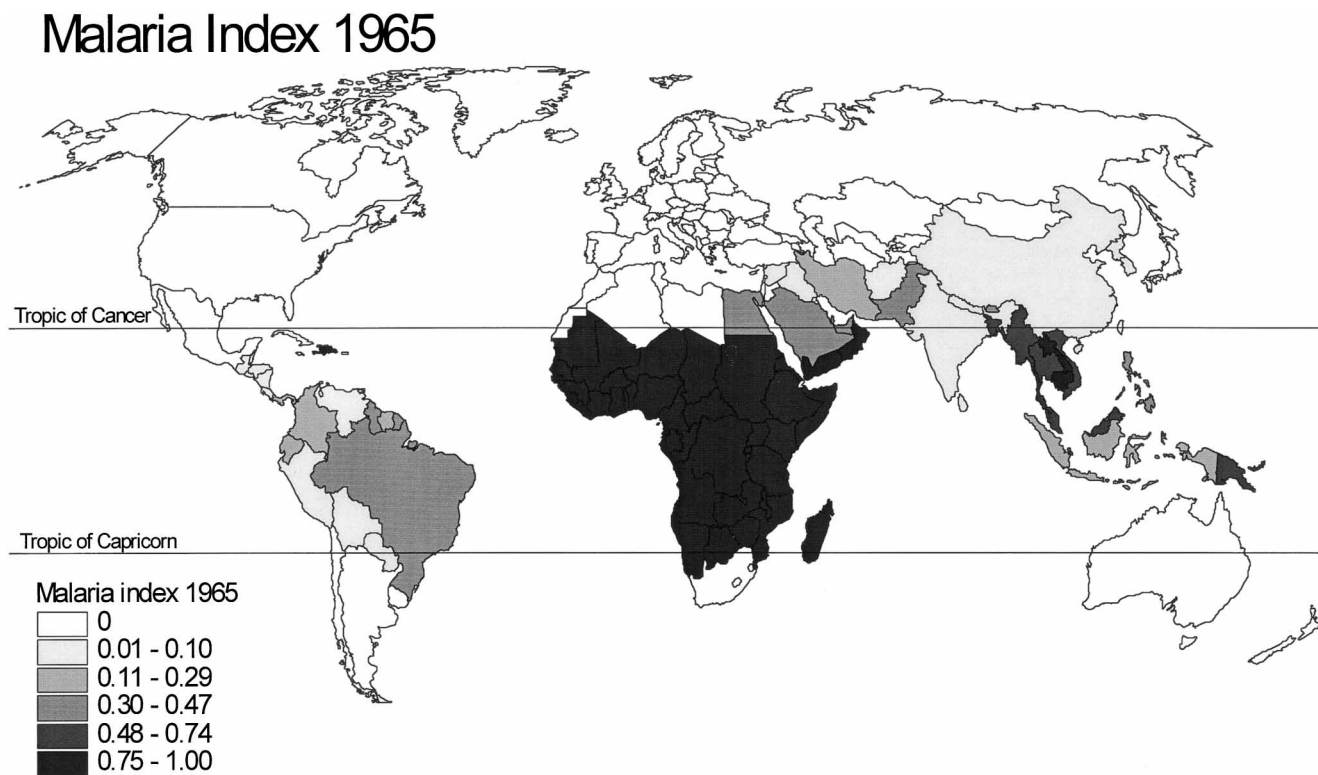 Malaria Index 1965
Tropic of Cancer
Tropic of Capricorn
Malaria index 1965
0
0.01 - 0.10
0.11 - 0.29
0.30 - 0.47
0.48 - 0.74
0.75 - 1.00